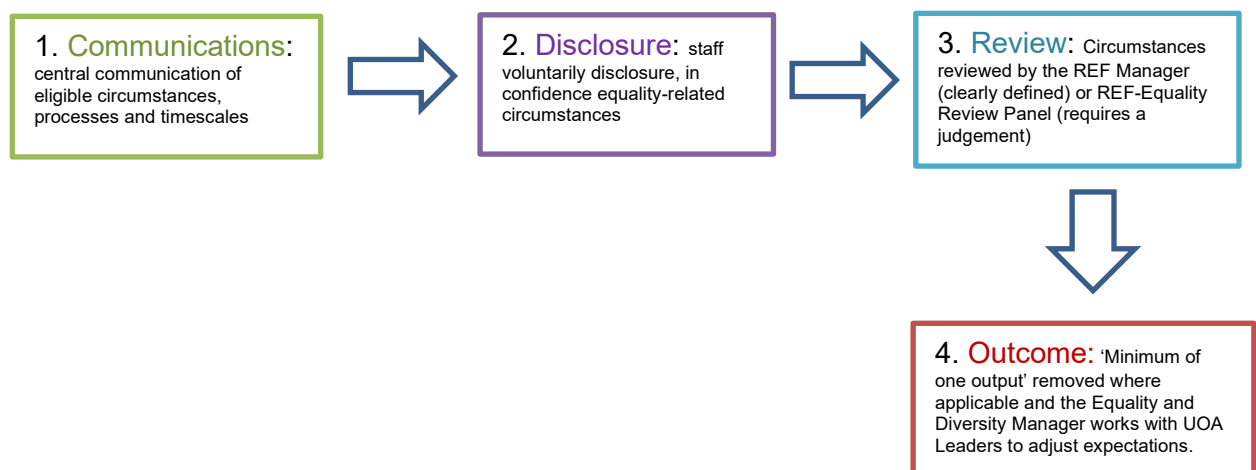 1. Communications:
central communication of
eligible circumstances,
processes and timescales
2. Disclosure: staff
voluntarily disclosure, in
confidence equality-related
circumstances
3. Review: Circumstances
reviewed by the REF Manager
(clearly defined) or REF-Equality
Review Panel (requires a
judgement)
4. Outcome: ‘Minimum of
one output’ removed where
applicable and the Equality and
Diversity Manager works with UOA
Leaders to adjust expectations.